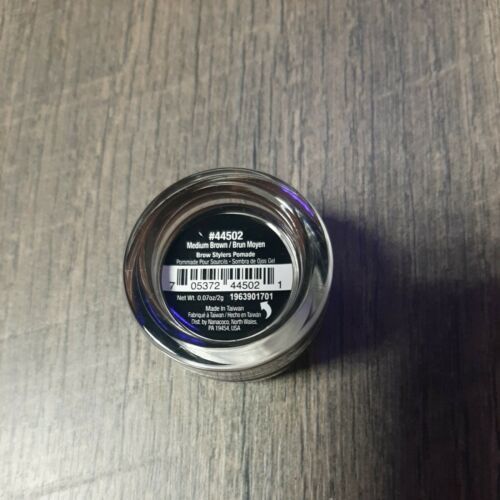 #44502
Medium Brown / Brun Moyen
Brow Stylers Pomade
Pommade Pour Sourcils - Sombra de Ojos Gel
7 05372 44502 1
Net Wt. 0.07oz/2g 1963901701
Made In Taiwan
Fabriqué à Taiwan / Hecho en Taiwán
Dist. by Nanacoco, North Wales,
PA 19454, USA